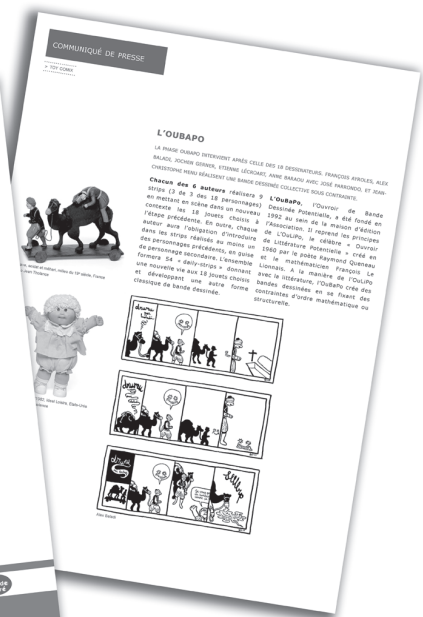 COMMUNIQUÉ DE PRESSE
> TOY COMIX
L'OUBAPO
LA PHASE OUBAPO INTERVIENT APRÈS CELLE DES 18 DESSINATEURS. FRANÇOIS AYROLES, ALEX
BALADI, JOCHEN GERNER, ETIENNE LÉCROART, ANNE BARAOU AVEC JOSÉ PARRONDO, ET JEAN-
CHRISTOPHE MENU RÉALISENT UNE BANDE DESSINÉE COLLECTIVE SOUS CONTRAINTE.
Chacun des 6 auteurs réalisera 9
strips (3 de 3 des 18 personnages)
en mettant en scène dans un nouveau
contexte les 18 jouets choisis à
l'étape précédente. En outre, chaque
auteur aura l'obligation d'introduire
dans les strips réalisés au moins un
des personnages précédents, en guise
de personnage secondaire. L'ensemble
formera 54 « daily-strips » donnant
une nouvelle vie aux 18 jouets choisis
et développant une autre forme
classique de bande dessinée.
L'OuBaPo, l'Ouvroir de Bande
Dessinée Potentielle, a été fondé en
1992 au sein de la maison d'édition
l'Association. Il reprend les principes
de L'OuLiPo, le célèbre « Ouvroir
de Littérature Potentielle » créé en
1960 par le poète Raymond Queneau
et le mathématicien François Le
Lionnais. A la manière de l'OuLiPo
avec la littérature, l'OuBaPo crée des
bandes dessinées en se fixant des
contraintes d'ordre mathématique ou
structurelle.
Alex Baladi